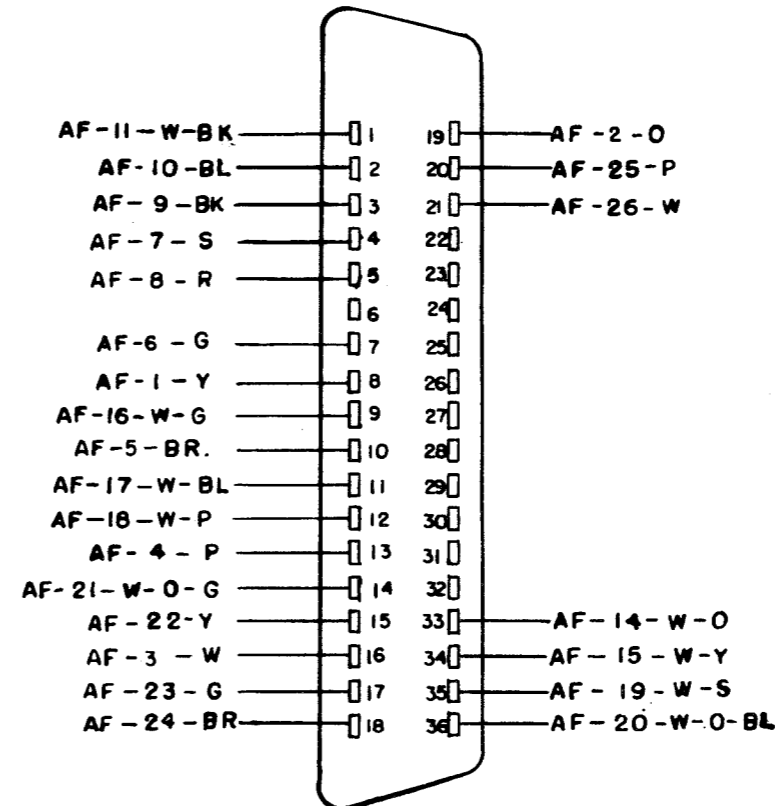 AF-11-W-BK 1 19 AF-2-O
AF-10-BL 2 20 AF-25-P
AF-9-BK 3 21 AF-26-W
AF-7-S 4 22
AF-8-R 5 23
6 24
AF-6-G 7 25
AF-1-Y 8 26
AF-16-W-G 9 27
AF-5-BR. 10 28
AF-17-W-BL 11 29
AF-18-W-P 12 30
AF-4-P 13 31
AF-21-W-O-G 14 32
AF-22-Y 15 33 AF-14-W-O
AF-3-W 16 34 AF-15-W-Y
AF-23-G 17 35 AF-19-W-S
AF-24-BR 18 36 AF-20-W-O-BL